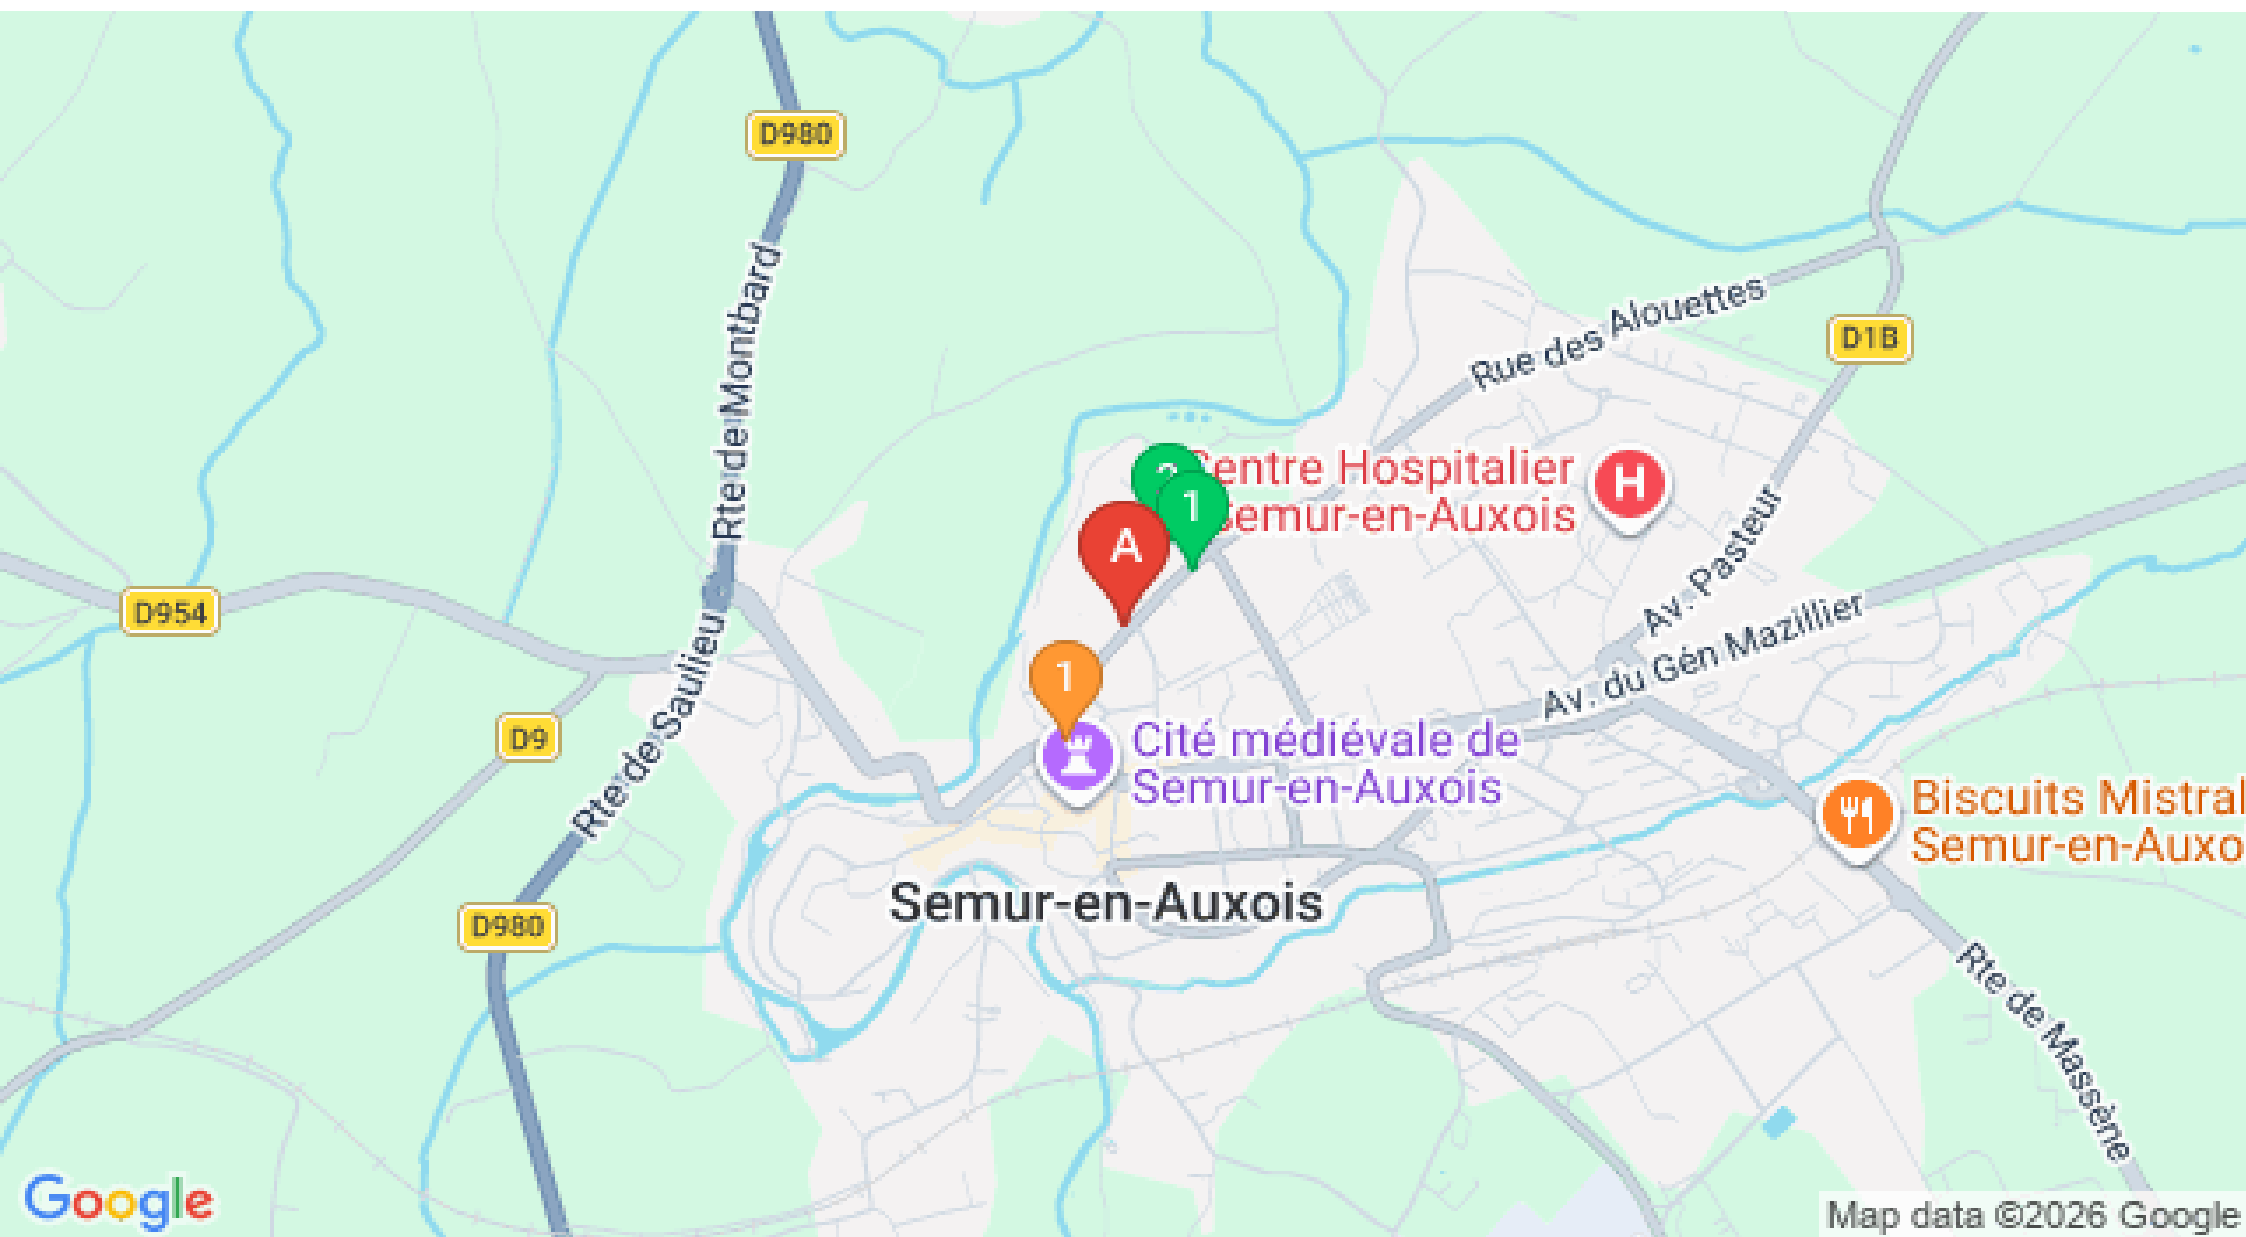 D980
Rte de Montbard
Rue des Alouettes
D1B
Centre Hospitalier
Semur-en-Auxois
H
2
1
A
Av. Pasteur
D954
Av. du Gén Mazillier
Rte de Saulieu
1
D9
Cité médiévale de
Semur-en-Auxois
Biscuits Mistral
Semur-en-Auxo
Semur-en-Auxois
D980
Rte de Massène
Google
Map data ©2026 Google